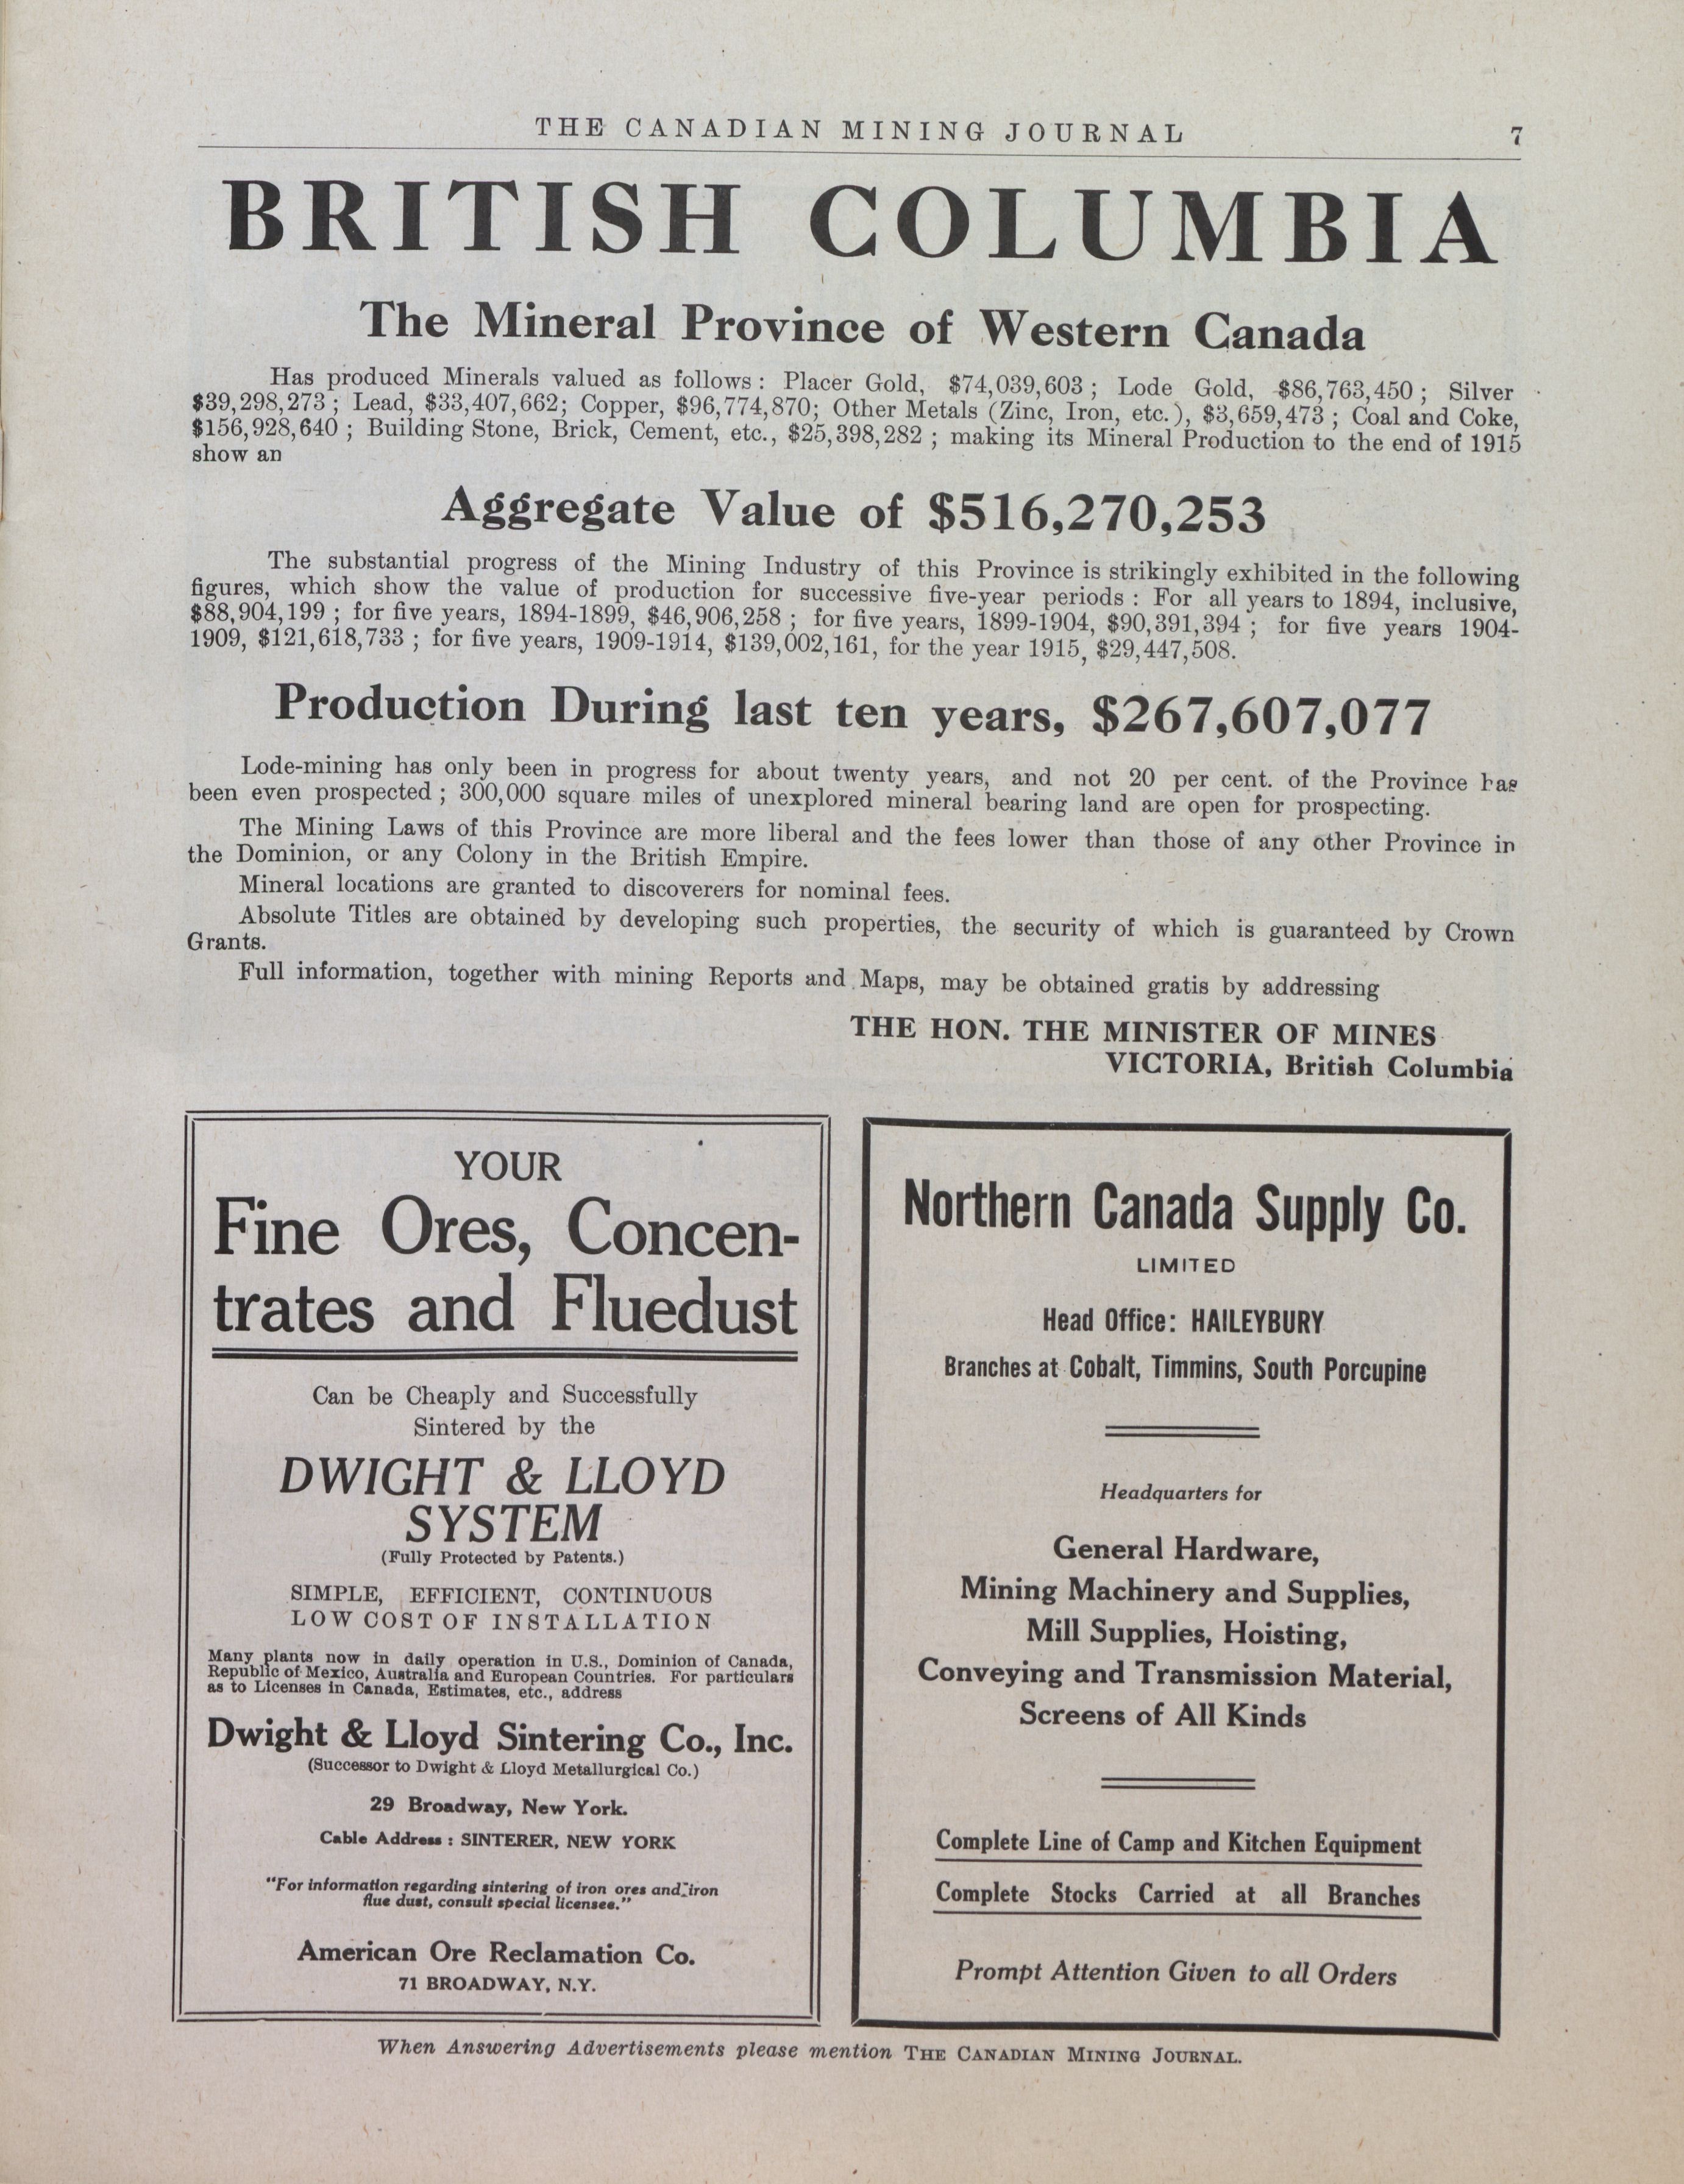 THE CANADIAN MINING JOURNAL 7
BRITISH COLUMBIA
The Mineral Province of Western Canada
Has produced Minerals valued as follows : Placer Gold, $74,039,603 ; Lode Gold, $86,763,450 ; Silver
$39,298,273 ; Lead, $33,407,662; Copper, $96,774,870; Other Metals (Zinc, Iron, etc.), $3,659,473 ; Coal and Coke,
$156,928,640 ; Building Stone, Brick, Cement, etc., $25,398,282 ; making its Mineral Production to the end of 1915
show an
Aggregate Value of $516,270,253
The substantial progress of the Mining Industry of this Province is strikingly exhibited in the following
figures, which show the value of production for successive five-year periods : For all years to 1894, inclusive,
$88,904,199 ; for five years, 1894-1899, $46,906,258 ; for five years, 1899-1904, $90,391,394 ; for five years 1904-
1909, $121,618,733 ; for five years, 1909-1914, $139,002,161, for the year 1915, $29,447,508.
Production During last ten years, $267,607,077
Lode-mining has only been in progress for about twenty years, and not 20 per cent. of the Province has
been even prospected ; 300,000 square miles of unexplored mineral bearing land are open for prospecting.
The Mining Laws of this Province are more liberal and the fees lower than those of any other Province in
the Dominion, or any Colony in the British Empire.
Mineral locations are granted to discoverers for nominal fees.
Absolute Titles are obtained by developing such properties, the security of which is guaranteed by Crown
Grants.
Full information, together with mining Reports and Maps, may be obtained gratis by addressing
THE HON. THE MINISTER OF MINES
VICTORIA, British Columbia
YOUR
Fine Ores, Concen-
trates and Fluedust
Can be Cheaply and Successfully
Sintered by the
DWIGHT & LLOYD
SYSTEM
(Fully Protected by Patents.)
SIMPLE, EFFICIENT, CONTINUOUS
LOW COST OF INSTALLATION
Many plants now in daily operation in U.S., Dominion of Canada,
Republic of Mexico, Australia and European Countries. For particulars
as to Licenses in Canada, Estimates, etc., address
Dwight & Lloyd Sintering Co., Inc.
(Successor to Dwight & Lloyd Metallurgical Co.)
29 Broadway, New York.
Cable Address : SINTERER, NEW YORK
"For information regarding sintering of iron ores and iron
flue dust, consult special licensee."
American Ore Reclamation Co.
71 BROADWAY, N.Y.
Northern Canada Supply Co.
LIMITED
Head Office: HAILEYBURY
Branches at Cobalt, Timmins, South Porcupine
Headquarters for
General Hardware,
Mining Machinery and Supplies,
Mill Supplies, Hoisting,
Conveying and Transmission Material,
Screens of All Kinds
Complete Line of Camp and Kitchen Equipment
Complete Stocks Carried at all Branches
Prompt Attention Given to all Orders
When Answering Advertisements please mention THE CANADIAN MINING JOURNAL.